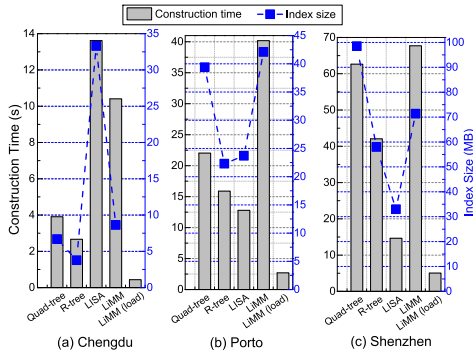 Construction time Index size
Construction Time (s)
14
12
10
8
6
4
2
0
35
30
25
20
15
10
5
0
Quad-tree
R-tree
LISA
LiMM
LiMM (load)
(a) Chengdu
40
35
30
25
20
15
10
5
0
45
40
35
30
25
20
15
10
5
0
Quad-tree
R-tree
LISA
LiMM
LiMM (load)
(b) Porto
70
60
50
40
30
20
10
0
100
90
80
70
60
50
40
30
20
10
0
Index Size (MB)
Quad-tree
R-tree
LISA
LiMM
LiMM (load)
(c) Shenzhen